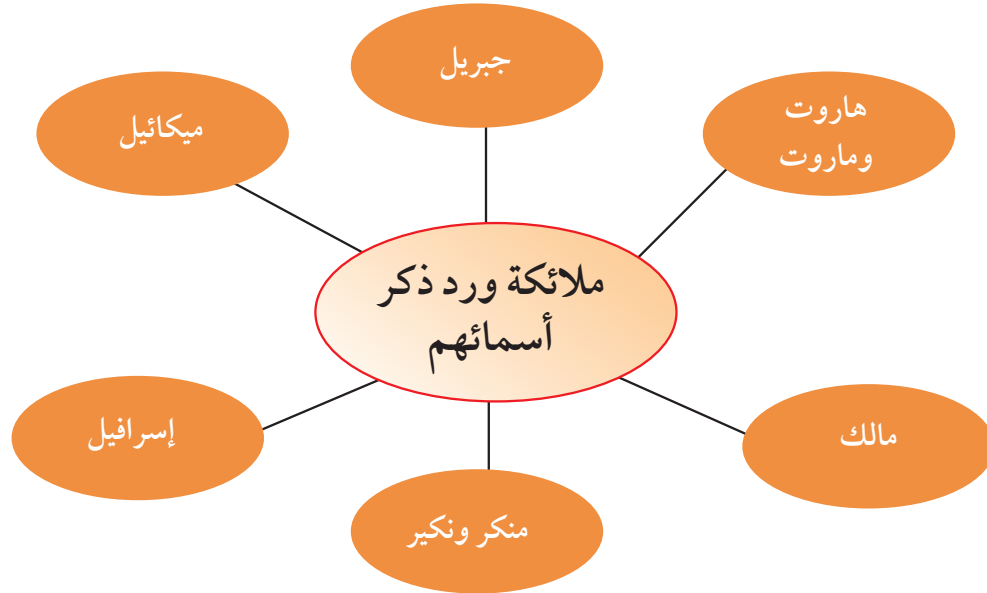 جبريل
هاروت
وماروت
ميكائيل
ملائكة ورد ذكر
أسمائهم
مالك
إسرافيل
منكر ونكير